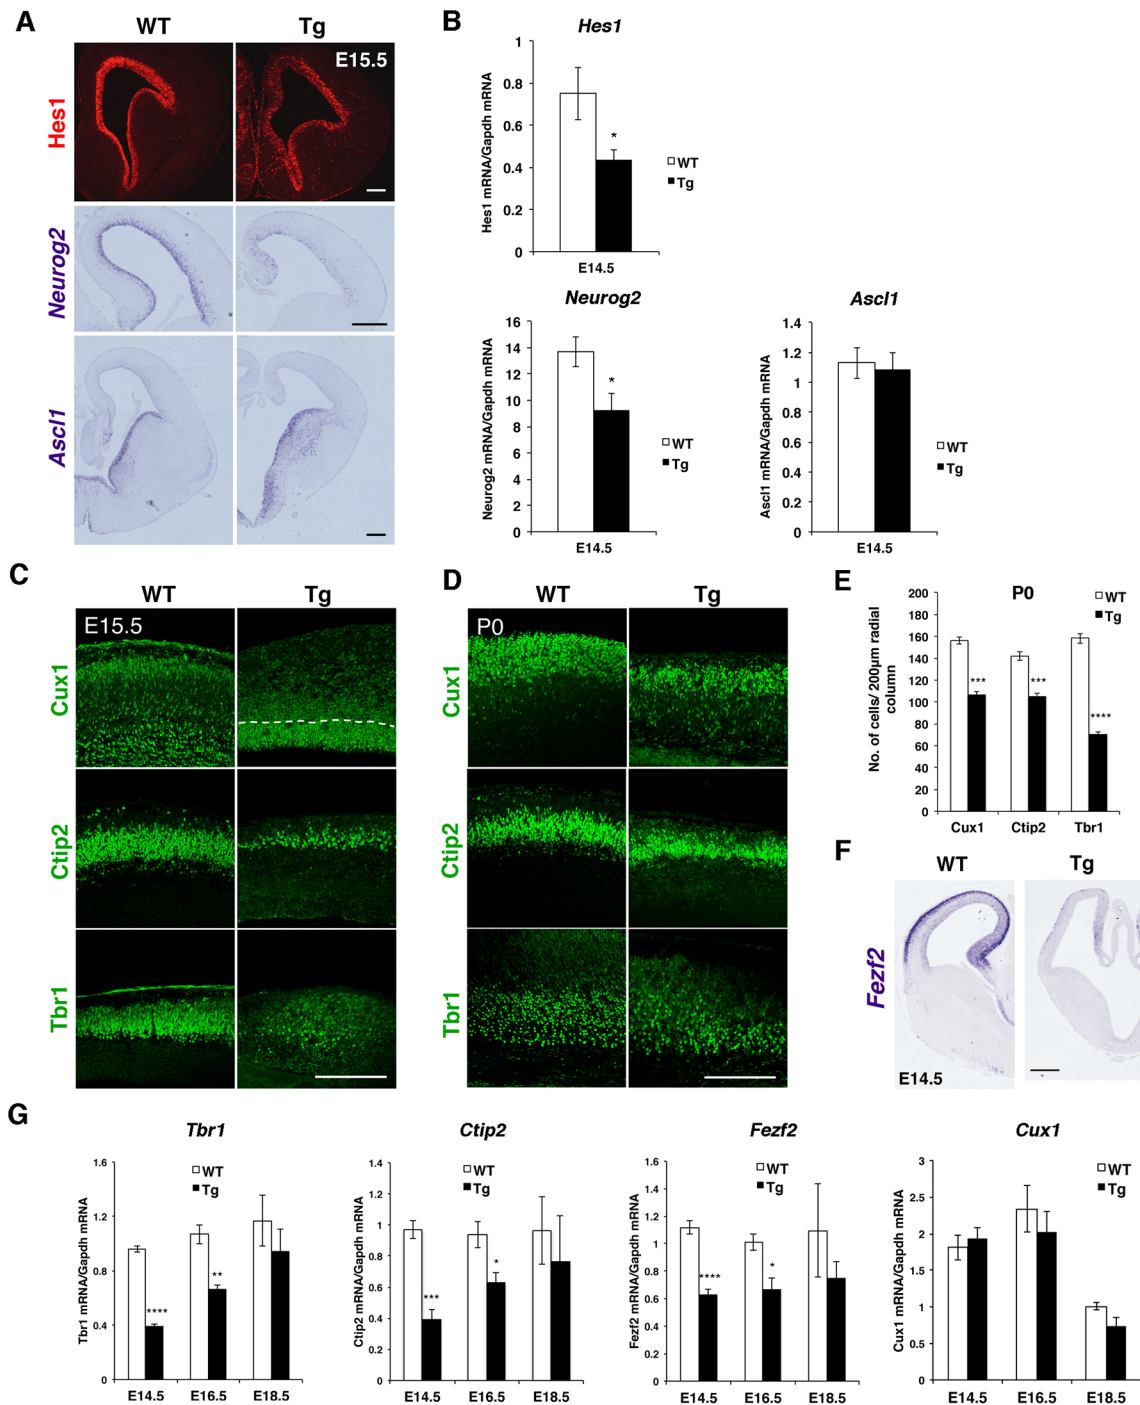 A
WT
Tg
E15.5
Hes1
Neurog2
Ascl1
B
Hes1
Hes1 mRNA/Gapdh mRNA
1
0.8
0.6
0.4
0.2
0
*
WT
Tg
E14.5
Neurog2
Neurog2 mRNA/Gapdh mRNA
16
14
12
10
8
6
4
2
0
*
WT
Tg
E14.5
Ascl1
Ascl1 mRNA/Gapdh mRNA
1.4
1.2
1
0.8
0.6
0.4
0.2
0
WT
Tg
E14.5
C
WT
Tg
E15.5
Cux1
Ctip2
Tbr1
D
WT
Tg
P0
Cux1
Ctip2
Tbr1
E
P0
WT
Tg
No. of cells/ 200µm radial
column
200
180
160
140
120
100
80
60
40
20
0
***
***
****
Cux1
Ctip2
Tbr1
F
WT
Tg
Fezf2
E14.5
G
Tbr1
Tbr1 mRNA/Gapdh mRNA
1.6
1.2
0.8
0.4
0
WT
Tg
****
**
E14.5
E16.5
E18.5
Ctip2
Ctip2 mRNA/Gapdh mRNA
1.4
1.2
1
0.8
0.6
0.4
0.2
0
WT
Tg
***
*
E14.5
E16.5
E18.5
Fezf2
Fezf2 mRNA/Gapdh mRNA
1.6
1.4
1.2
1
0.8
0.6
0.4
0.2
0
WT
Tg
****
*
E14.5
E16.5
E18.5
Cux1
Cux1 mRNA/Gapdh mRNA
3
2.5
2
1.5
1
0.5
0
WT
Tg
E14.5
E16.5
E18.5